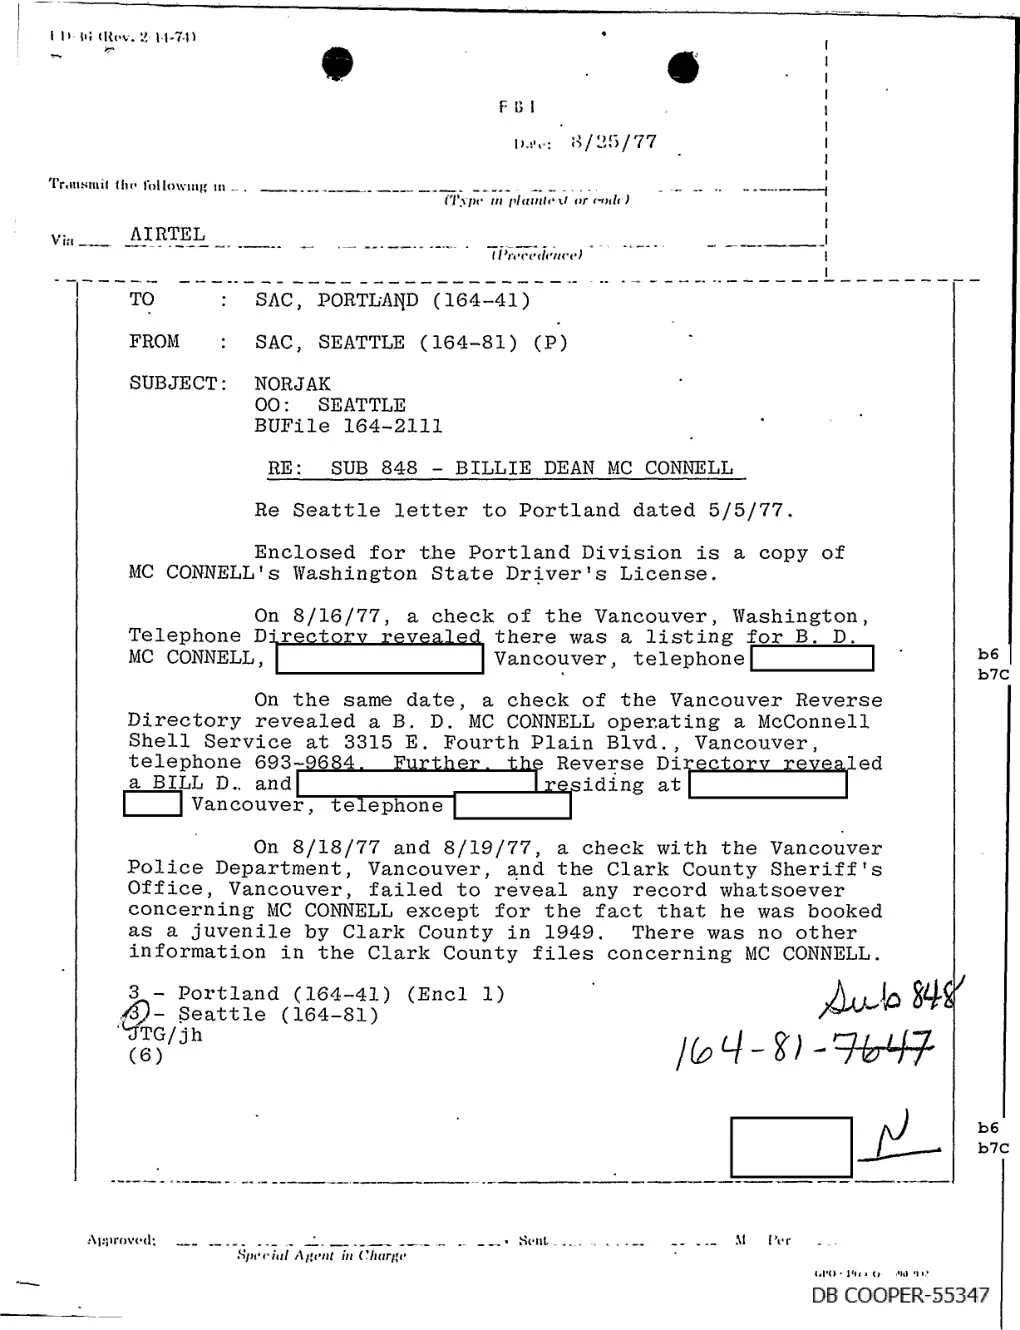 FD-36 (Rev. 2-14-74)
F B I
Date: 8/25/77
Transmit the following in
(Type in plaintext or code)
Via AIRTEL
(Precedence)
TO : SAC, PORTLAND (164-41)
FROM : SAC, SEATTLE (164-81) (P)
SUBJECT: NORJAK
OO: SEATTLE
BUFile 164-2111
RE: SUB 848 - BILLIE DEAN MC CONNELL
Re Seattle letter to Portland dated 5/5/77.
Enclosed for the Portland Division is a copy of
MC CONNELL's Washington State Driver's License.
On 8/16/77, a check of the Vancouver, Washington,
Telephone Directory revealed there was a listing for B. D.
MC CONNELL, Vancouver, telephone
b6
b7C
On the same date, a check of the Vancouver Reverse
Directory revealed a B. D. MC CONNELL operating a McConnell
Shell Service at 3315 E. Fourth Plain Blvd., Vancouver,
telephone 693-9684. Further, the Reverse Directory revealed
a BILL D. and residing at
Vancouver, telephone
On 8/18/77 and 8/19/77, a check with the Vancouver
Police Department, Vancouver, and the Clark County Sheriff's
Office, Vancouver, failed to reveal any record whatsoever
concerning MC CONNELL except for the fact that he was booked
as a juvenile by Clark County in 1949. There was no other
information in the Clark County files concerning MC CONNELL.
3 - Portland (164-41) (Encl 1)
3 - Seattle (164-81)
JTG/jh
(6)
Sub 848
164-81-7647
N
b6
b7C
Approved: Sent M Per
Special Agent in Charge
DB COOPER-55347